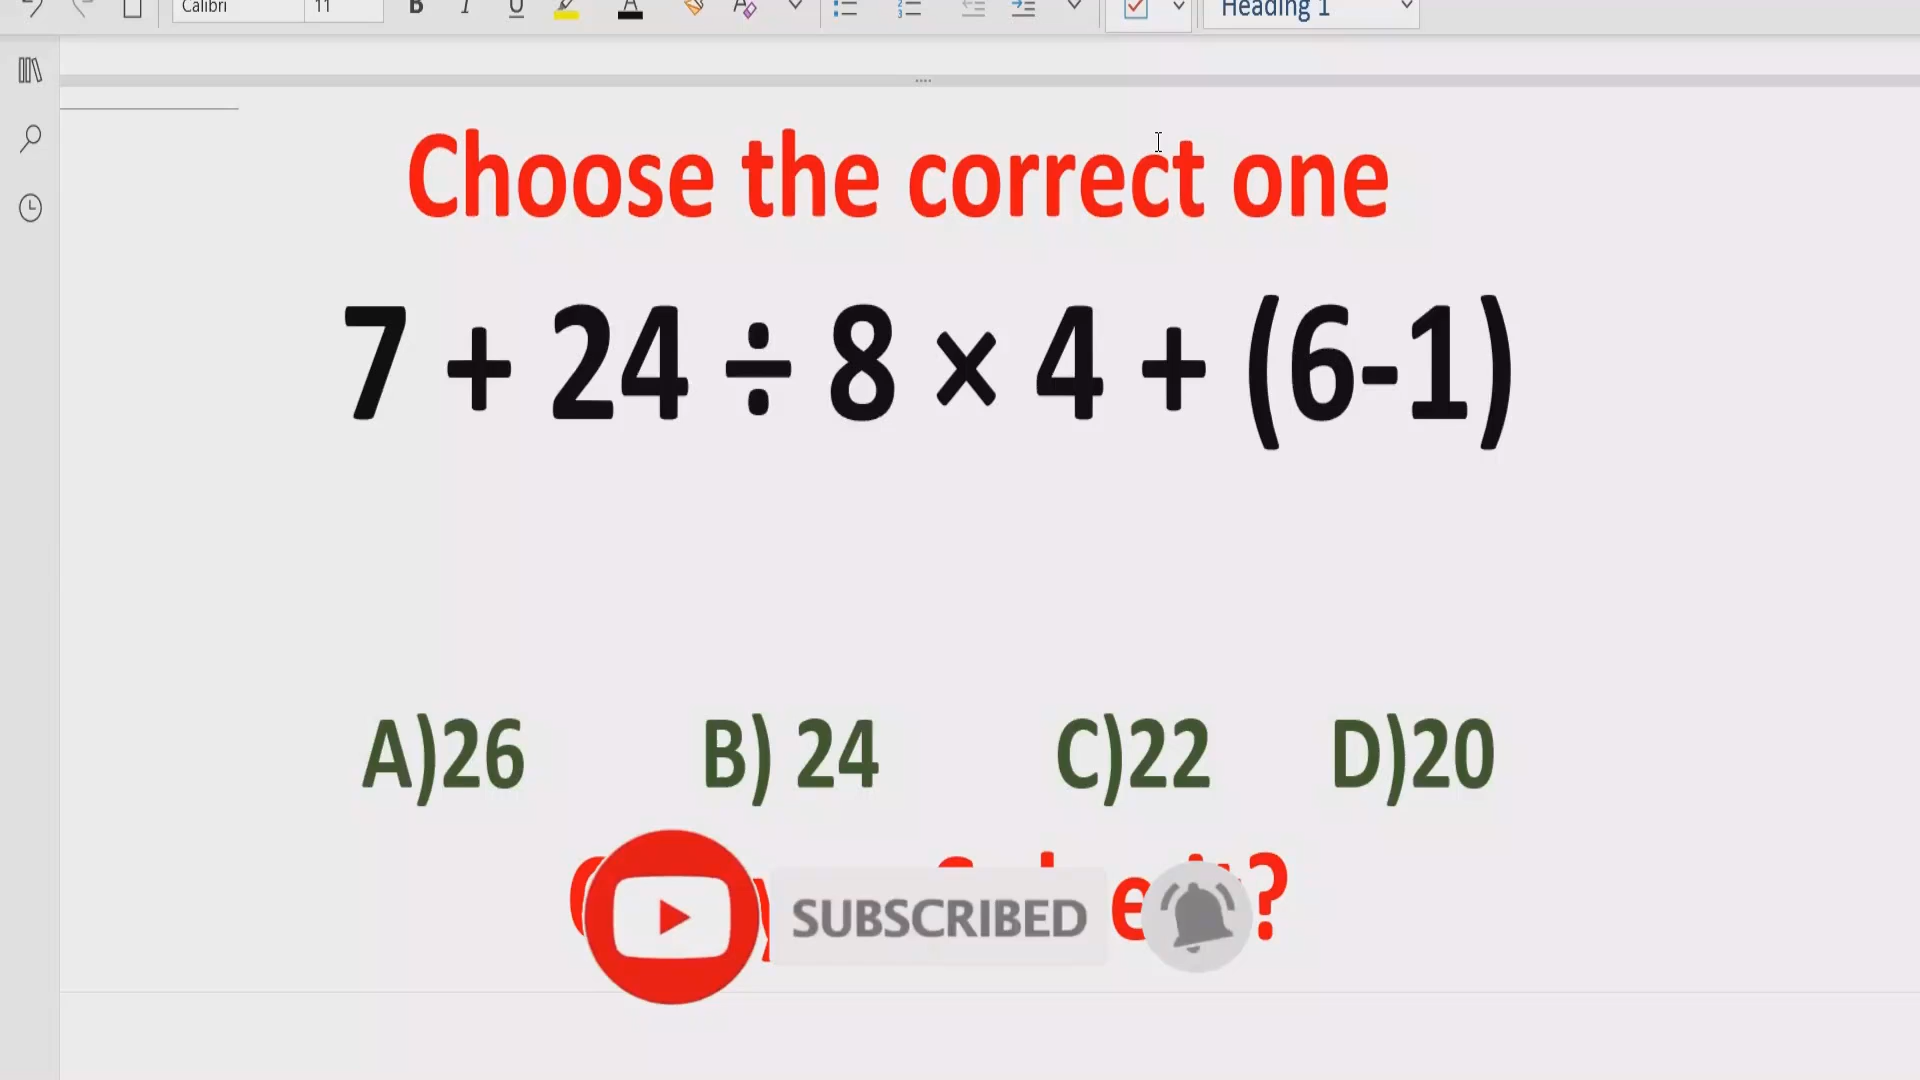 Calibri 11 B I U A A Heading 1
Choose the correct one
7 + 24 ÷ 8 × 4 + (6-1)
A)26 B) 24 C)22 D)20
SUBSCRIBED